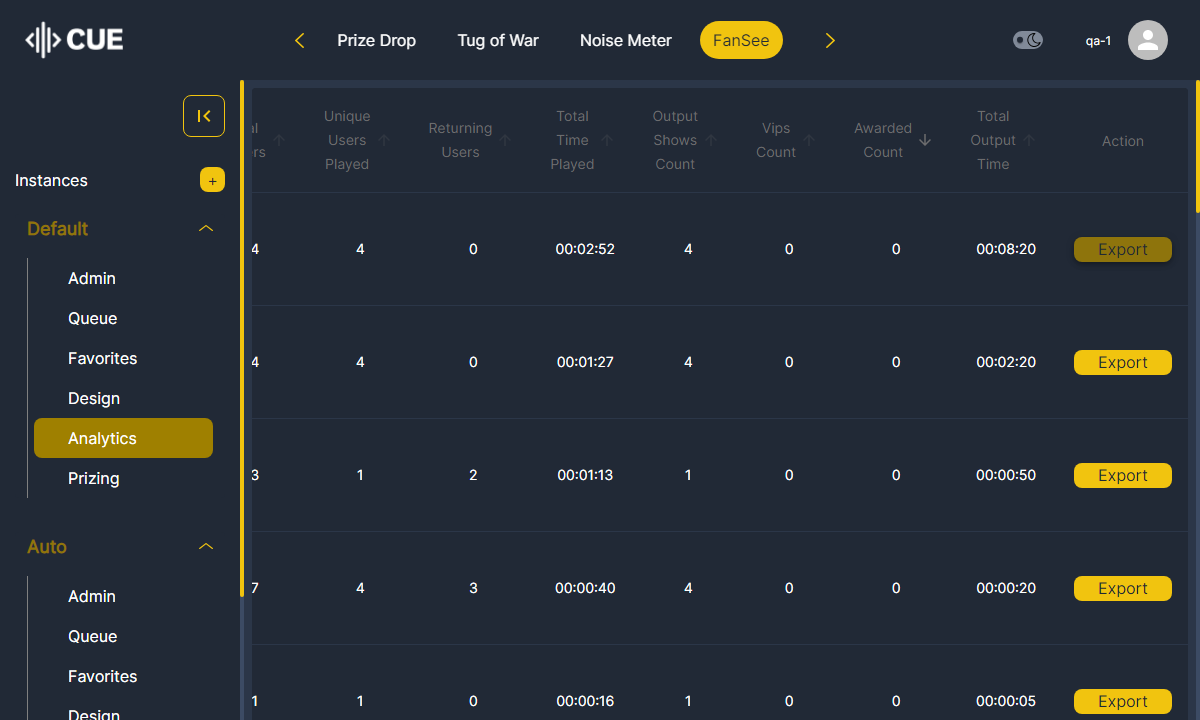 CUE
Prize Drop
Tug of War
Noise Meter
FanSee
qa-1
Instances
+
Default
Admin
Queue
Favorites
Design
Analytics
Prizing
Auto
Admin
Queue
Favorites
Design
Unique
Users
Played
Returning
Users
Total
Time
Played
Output
Shows
Count
Vips
Count
Awarded
Count
Total
Output
Time
Action
4 4 0 00:02:52 4 0 0 00:08:20 Export
4 4 0 00:01:27 4 0 0 00:02:20 Export
3 1 2 00:01:13 1 0 0 00:00:50 Export
7 4 3 00:00:40 4 0 0 00:00:20 Export
1 1 0 00:00:16 1 0 0 00:00:05 Export